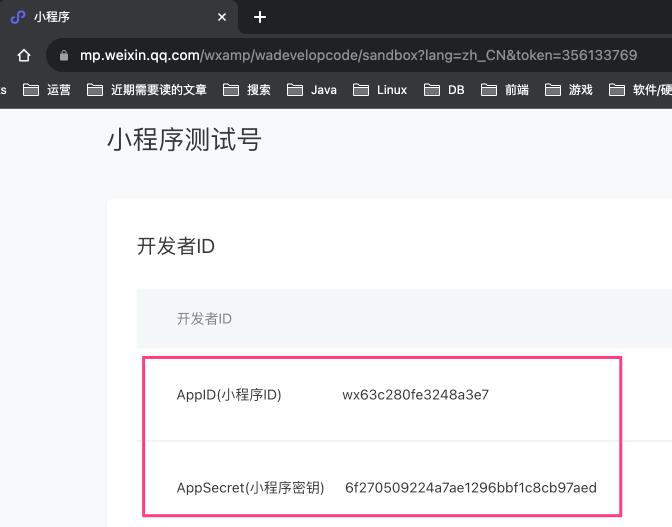 小程序
mp.weixin.qq.com/wxamp/wadevelopcode/sandbox?lang=zh_CN&token=356133769
s 运营 近期需要读的文章 搜索 Java Linux DB 前端 游戏 软件/硬
小程序测试号
开发者ID
开发者ID
AppID(小程序ID) wx63c280fe3248a3e7
AppSecret(小程序密钥) 6f270509224a7ae1296bbf1c8cb97aed